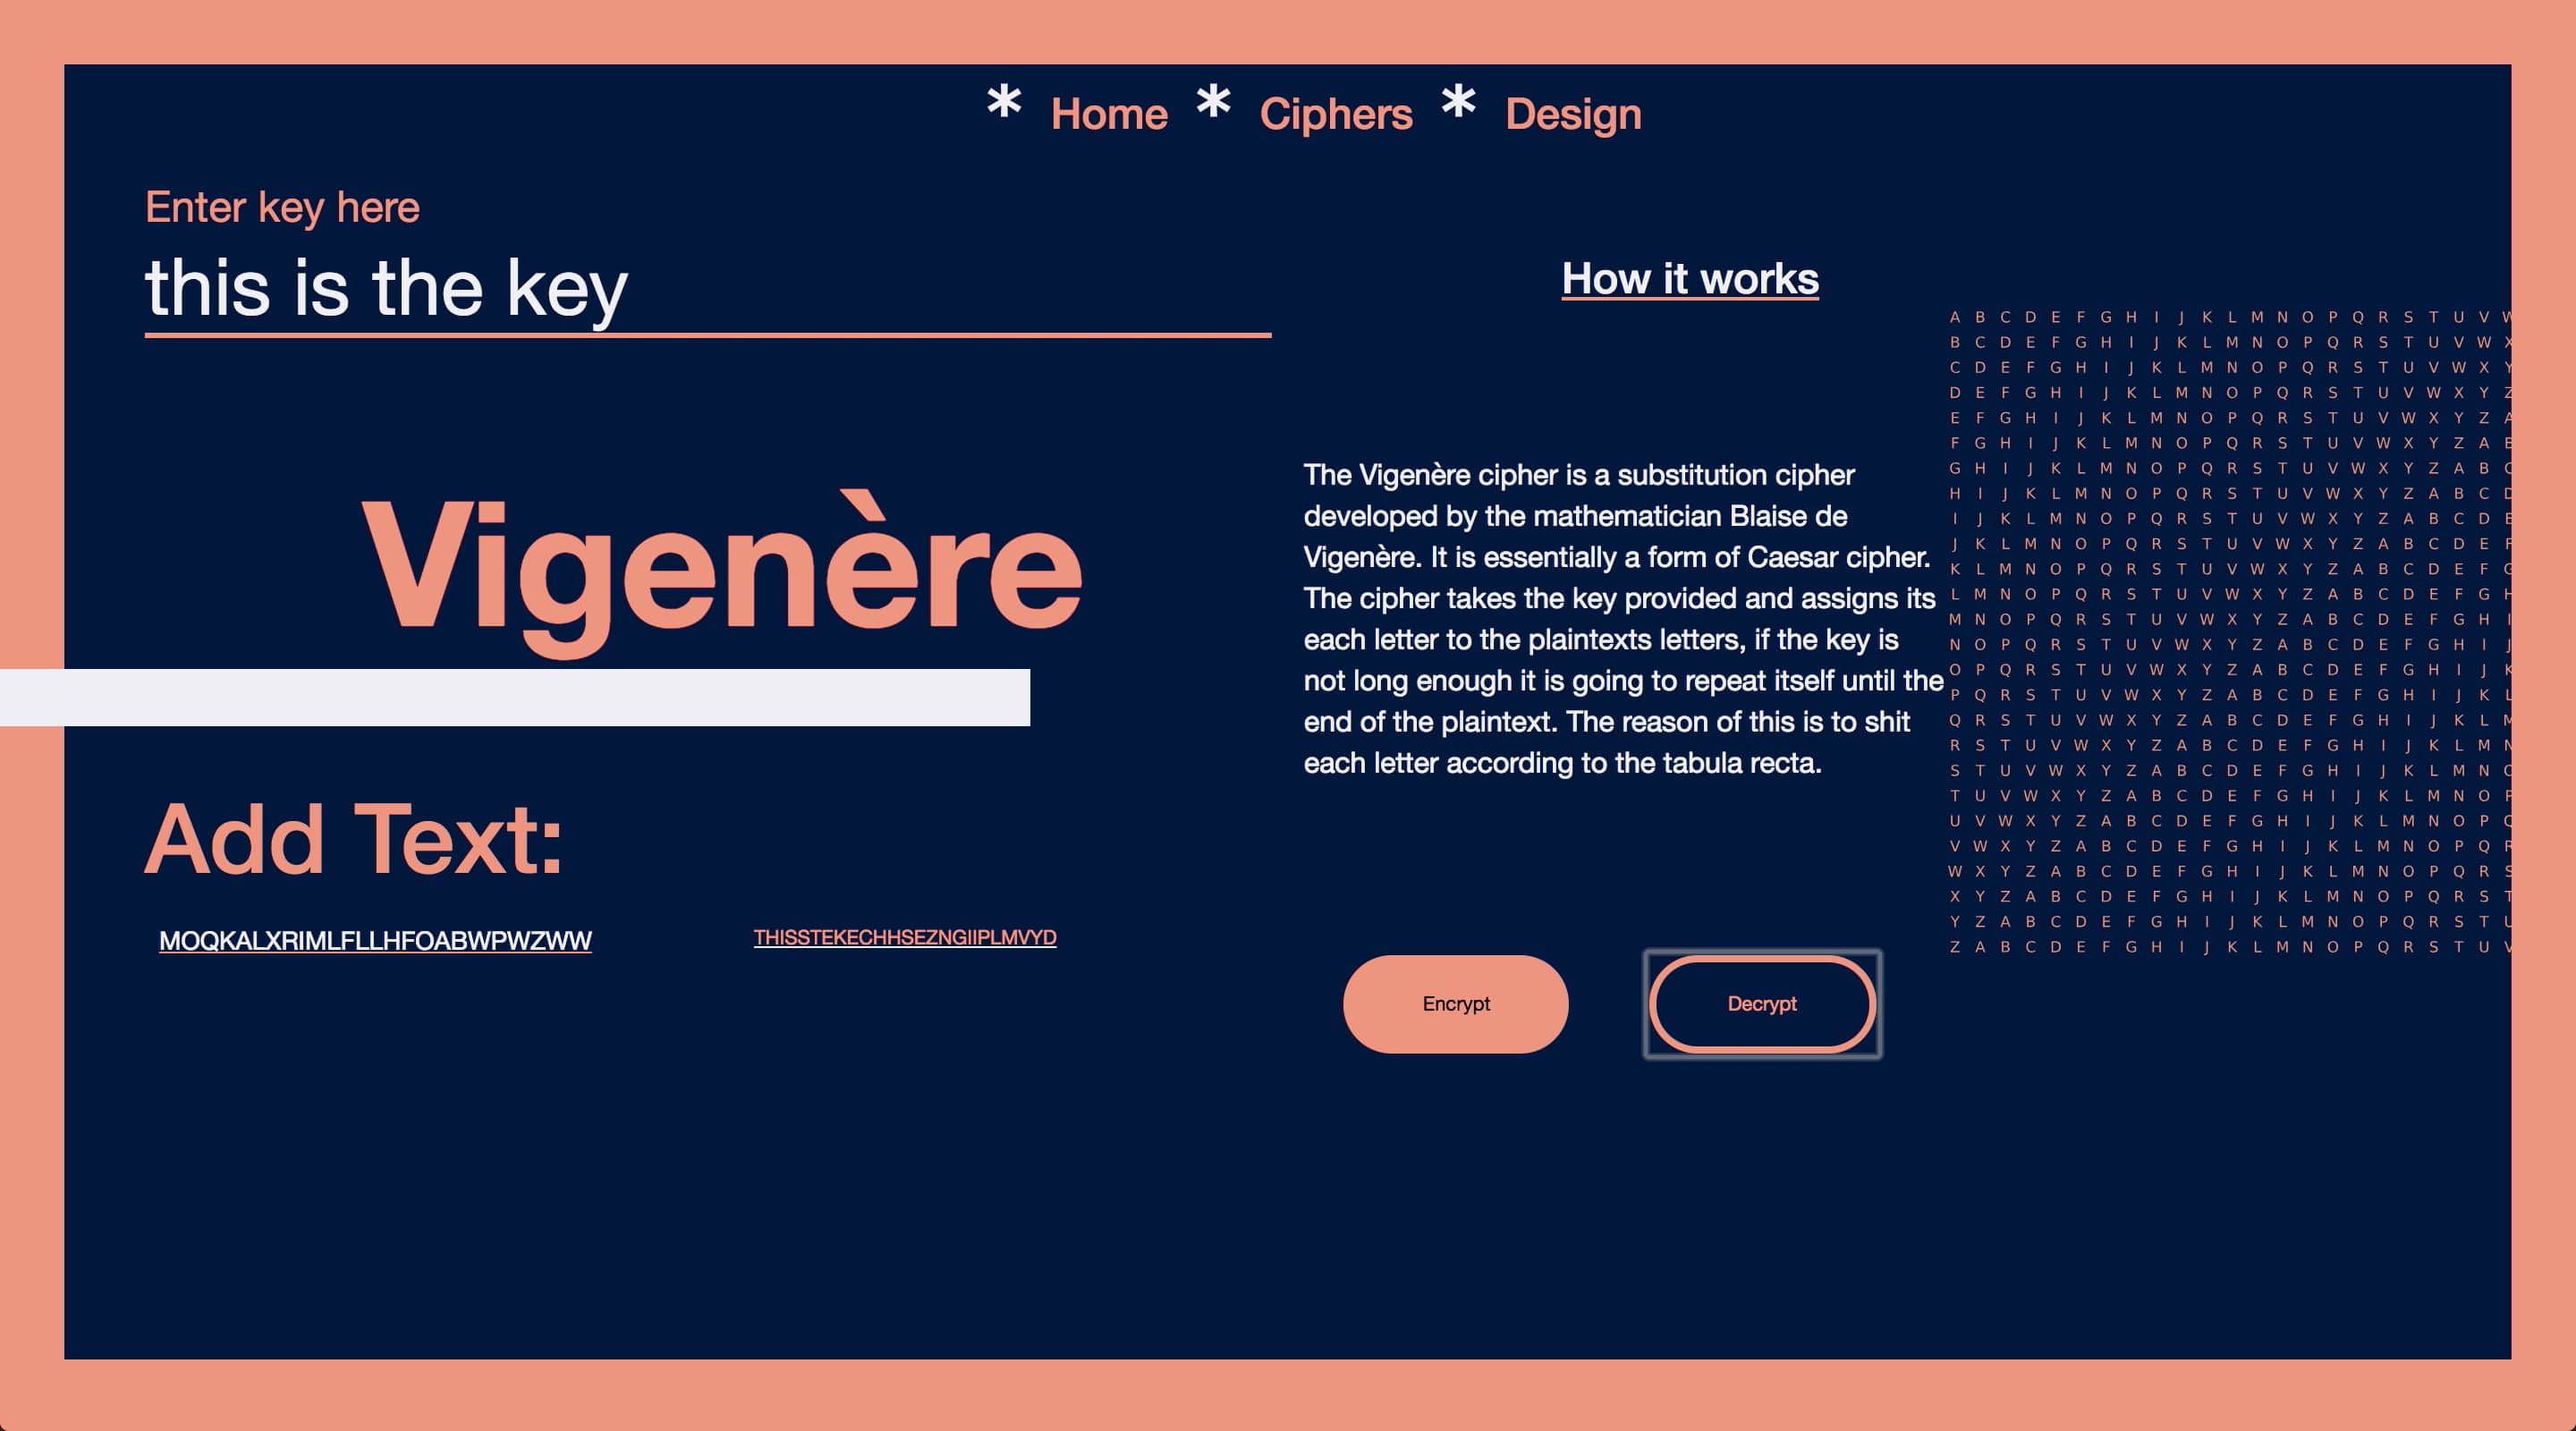 * Home * Ciphers * Design
Enter key here
this is the key
Vigenère
Add Text:
MOQKALXRIMLFLLHFOABWPWZWW
THISSTEKECHHSEZNGIIPLMVYD
How it works
The Vigenère cipher is a substitution cipher
developed by the mathematician Blaise de
Vigenère. It is essentially a form of Caesar cipher.
The cipher takes the key provided and assigns its
each letter to the plaintexts letters, if the key is
not long enough it is going to repeat itself until the
end of the plaintext. The reason of this is to shit
each letter according to the tabula recta.
Encrypt Decrypt
A B C D E F G H I J K L M N O P Q R S T U V
B C D E F G H I J K L M N O P Q R S T U V W
C D E F G H I J K L M N O P Q R S T U V W X
D E F G H I J K L M N O P Q R S T U V W X Y
E F G H I J K L M N O P Q R S T U V W X Y Z
F G H I J K L M N O P Q R S T U V W X Y Z A
G H I J K L M N O P Q R S T U V W X Y Z A B
H I J K L M N O P Q R S T U V W X Y Z A B C
I J K L M N O P Q R S T U V W X Y Z A B C D
J K L M N O P Q R S T U V W X Y Z A B C D E
K L M N O P Q R S T U V W X Y Z A B C D E F
L M N O P Q R S T U V W X Y Z A B C D E F G
M N O P Q R S T U V W X Y Z A B C D E F G H
N O P Q R S T U V W X Y Z A B C D E F G H I
O P Q R S T U V W X Y Z A B C D E F G H I J
P Q R S T U V W X Y Z A B C D E F G H I J K
Q R S T U V W X Y Z A B C D E F G H I J K L
R S T U V W X Y Z A B C D E F G H I J K L M
S T U V W X Y Z A B C D E F G H I J K L M N
T U V W X Y Z A B C D E F G H I J K L M N O
U V W X Y Z A B C D E F G H I J K L M N O P
V W X Y Z A B C D E F G H I J K L M N O P Q
W X Y Z A B C D E F G H I J K L M N O P Q R
X Y Z A B C D E F G H I J K L M N O P Q R S
Y Z A B C D E F G H I J K L M N O P Q R S T
Z A B C D E F G H I J K L M N O P Q R S T U